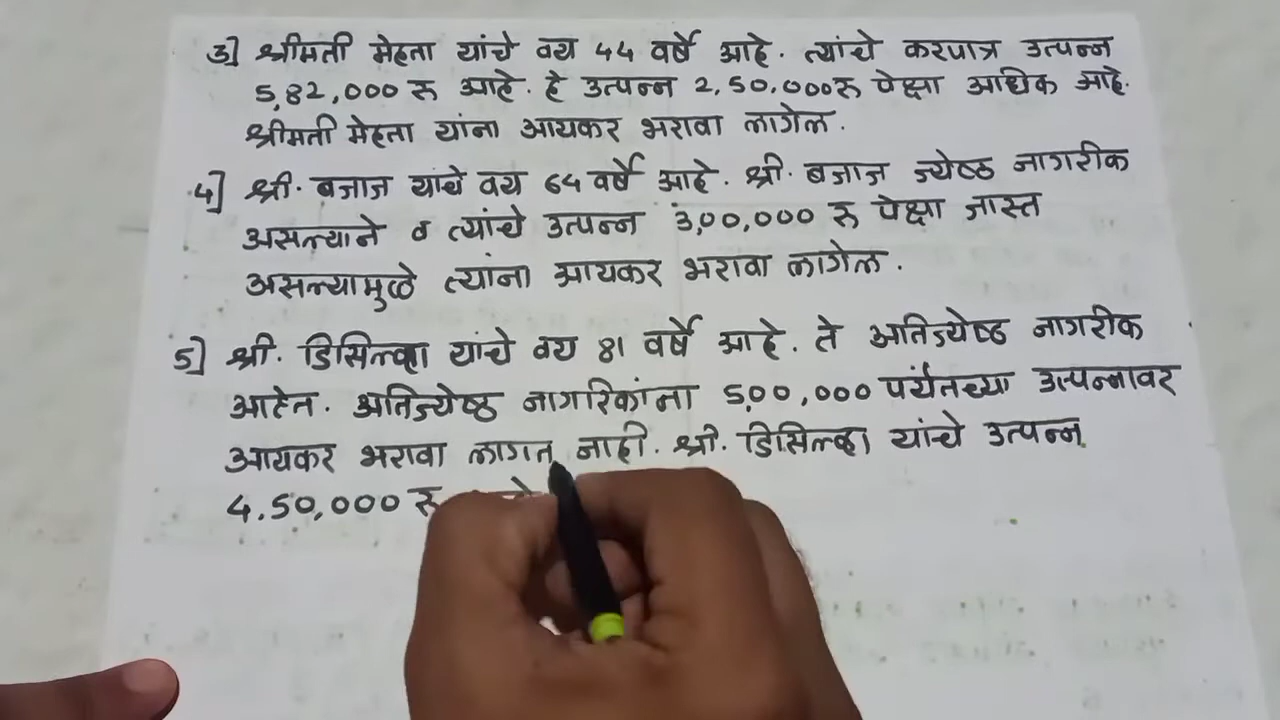 3] श्रीमती मेहता यांचे वय 44 वर्षे आहे. त्यांचे करपात्र उत्पन्न
5,82,000 रु आहे. हे उत्पन्न 2,50,000रु पेक्षा अधिक आहे.
श्रीमती मेहता यांना आयकर भरावा लागेल.
4] श्री. बजाज यांचे वय 64 वर्षे आहे. श्री. बजाज ज्येष्ठ नागरीक
असल्याने व त्यांचे उत्पन्न 3,00,000 रु पेक्षा जास्त
असल्यामुळे त्यांना आयकर भरावा लागेल.
5] श्री. डिसिल्व्हा यांचे वय 81 वर्षे आहे. ते अतिज्येष्ठ नागरीक
आहेत. अतिज्येष्ठ नागरिकांना 5,00,000 पर्यंतच्या उत्पन्नावर
आयकर भरावा लागत नाही. श्री. डिसिल्व्हा यांचे उत्पन्न
4,50,000 रु